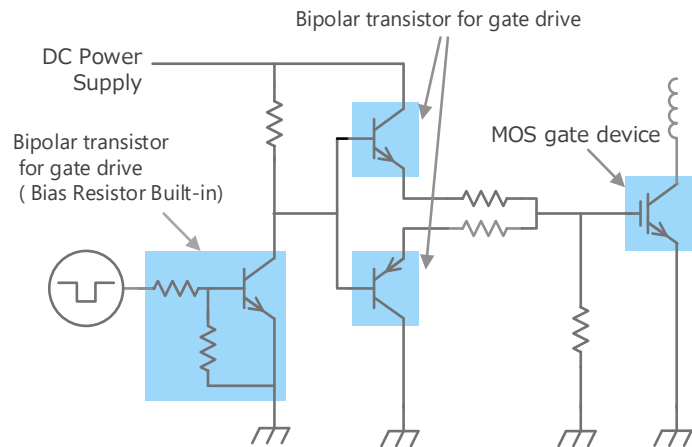 Bipolar transistor for gate drive
DC Power
Supply
MOS gate device
Bipolar transistor
for gate drive
( Bias Resistor Built-in)